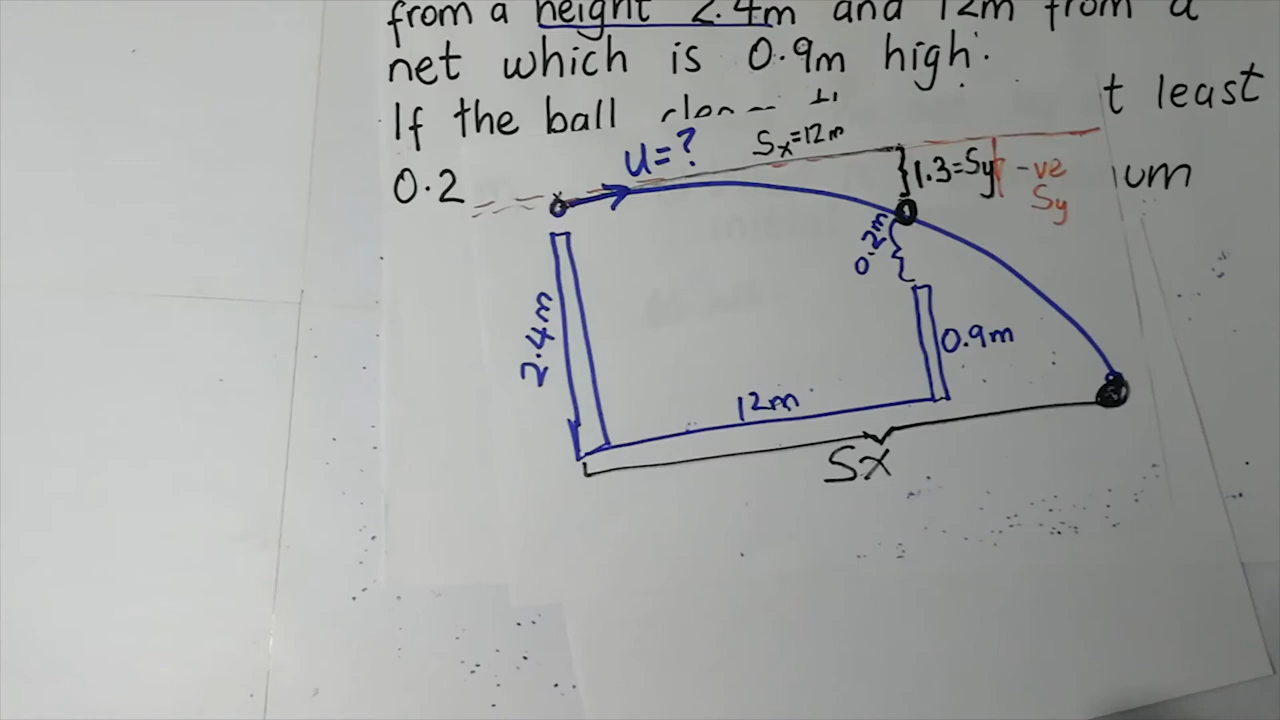 from a height 2.4m and 12m from a
net which is 0.9m high.
If the ball t least
0.2 um
u=?
Sx=12m
1.3=Sy
-ve
Sy
0.2m
2.4m
0.9m
12m
Sx